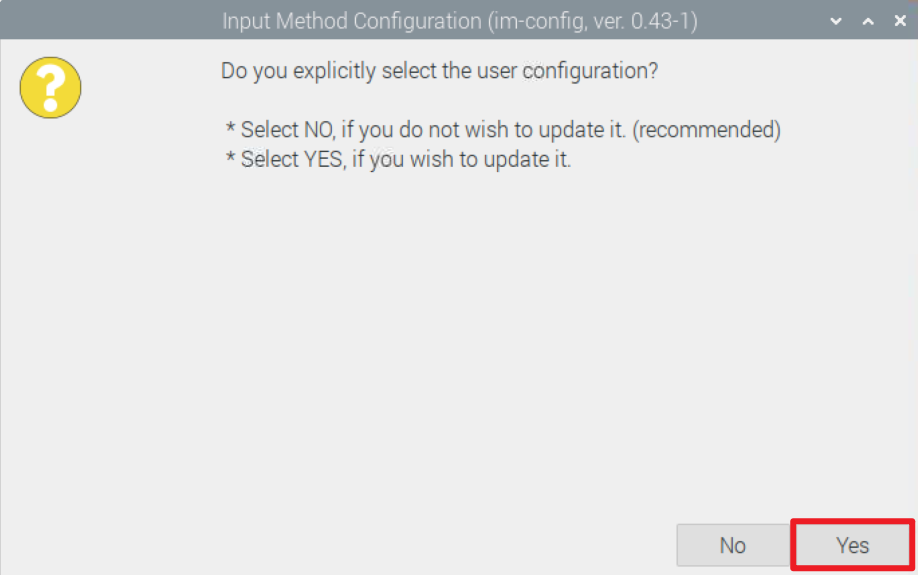 Input Method Configuration (im-config, ver. 0.43-1)
Do you explicitly select the user configuration?
* Select NO, if you do not wish to update it. (recommended)
* Select YES, if you wish to update it.
No
Yes